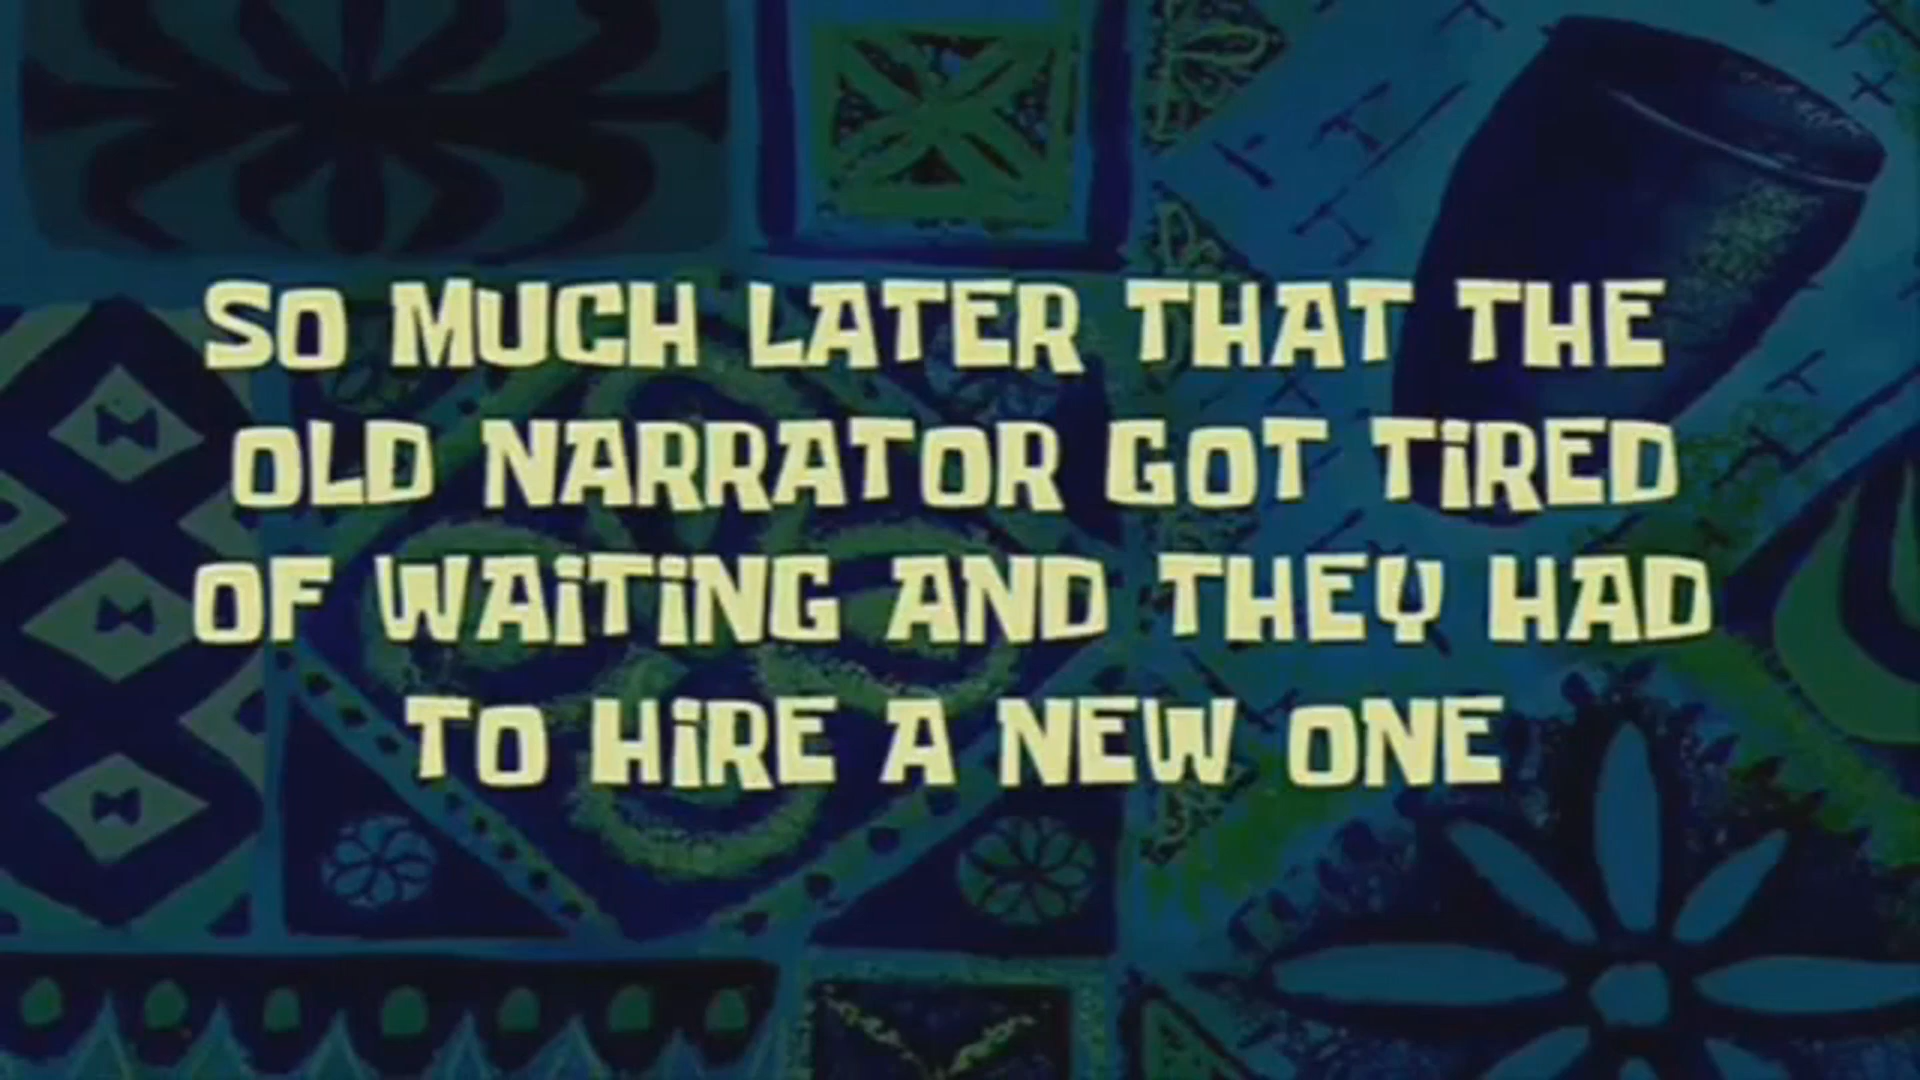 SO MUCH LATER THAT THE
OLD NARRATOR GOT TiRED
OF WAiTiNG AND THEY HAD
TO HiRE A NEW ONE